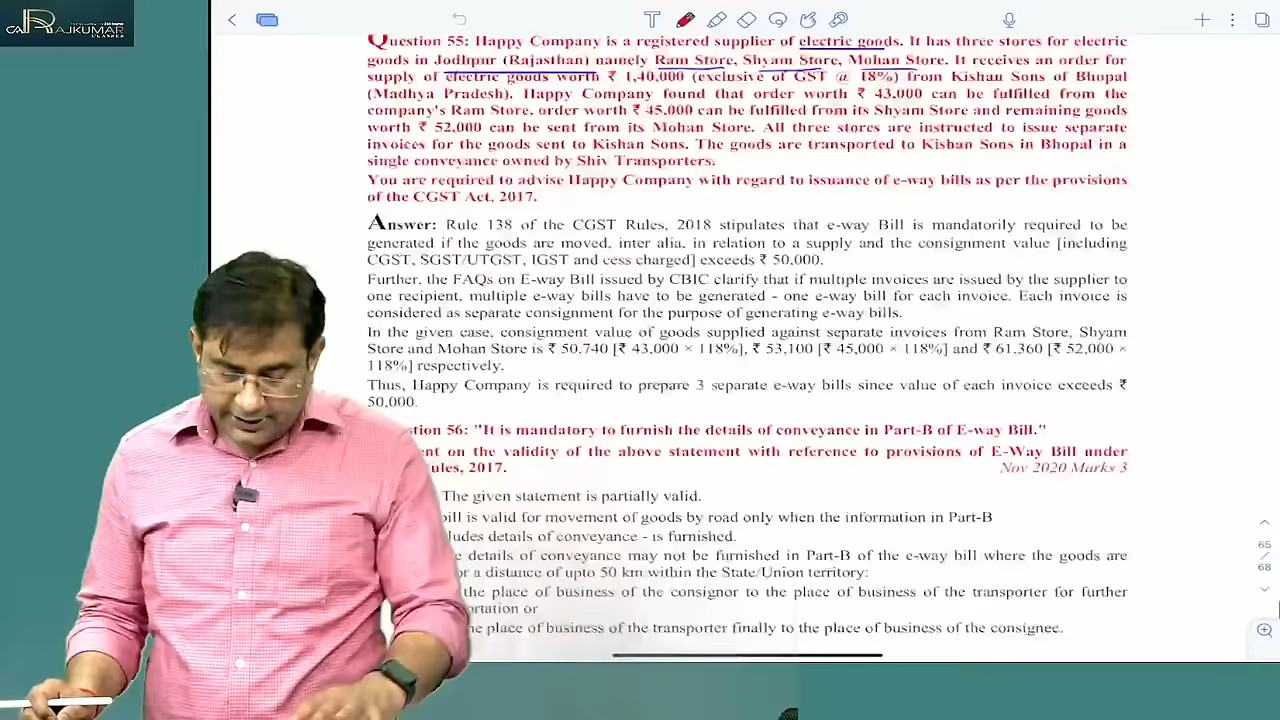 CA RAJKUMAR
Question 55: Happy Company is a registered supplier of electric goods. It has three stores for electric
goods in Jodhpur (Rajasthan) namely Ram Store, Shyam Store, Mohan Store. It receives an order for
supply of electric goods worth ₹ 1,40,000 (exclusive of GST @ 18%) from Kishan Sons of Bhopal
(Madhya Pradesh). Happy Company found that order worth ₹ 43,000 can be fulfilled from the
company's Ram Store, order worth ₹ 45,000 can be fulfilled from its Shyam Store and remaining goods
worth ₹ 52,000 can be sent from its Mohan Store. All three stores are instructed to issue separate
invoices for the goods sent to Kishan Sons. The goods are transported to Kishan Sons in Bhopal in a
single conveyance owned by Shiv Transporters.
You are required to advise Happy Company with regard to issuance of e-way bills as per the provisions
of the CGST Act, 2017.
Answer: Rule 138 of the CGST Rules, 2018 stipulates that e-way Bill is mandatorily required to be
generated if the goods are moved, inter alia, in relation to a supply and the consignment value [including
CGST, SGST/UTGST, IGST and cess charged] exceeds ₹ 50,000.
Further, the FAQs on E-way Bill issued by CBIC clarify that if multiple invoices are issued by the supplier to
one recipient, multiple e-way bills have to be generated - one e-way bill for each invoice. Each invoice is
considered as separate consignment for the purpose of generating e-way bills.
In the given case, consignment value of goods supplied against separate invoices from Ram Store, Shyam
Store and Mohan Store is ₹ 50,740 [₹ 43,000 × 118%], ₹ 53,100 [₹ 45,000 × 118%] and ₹ 61,360 [₹ 52,000 ×
118%] respectively.
Thus, Happy Company is required to prepare 3 separate e-way bills since value of each invoice exceeds ₹
50,000.
tion 56: "It is mandatory to furnish the details of conveyance in Part-B of E-way Bill."
nt on the validity of the above statement with reference to provisions of E-Way Bill under
ules, 2017. Nov 2020 Marks 3
The given statement is partially valid.
bill is valid for movement of goods by road only when the information in Part-B
ludes details of conveyance - is furnished.
e details of conveyance may not be furnished in Part-B of the e-way bill where the goods are
or a distance of upto 50 km within the State Union territory:
the place of business of the consignor to the place of business of the transporter for further
ortation or
he place of business of the transporter finally to the place of business of the consignee.
65
68